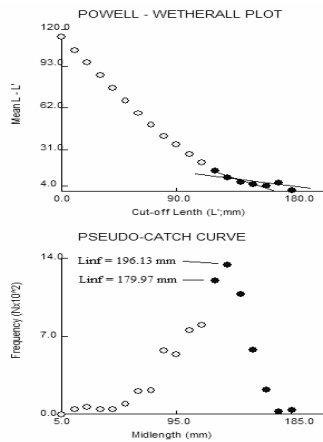 POWELL - WETHERALL PLOT
120.0
93.0
62.0
31.0
4.0
Mean L - L'
0.0
90.0
180.0
Cut-off Lenth (L';mm)
PSEUDO-CATCH CURVE
14.0
7.0
0.0
Frequency (Nx10^2)
Linf = 196.13 mm
Linf = 179.97 mm
5.0
95.0
185.0
Midlength (mm)